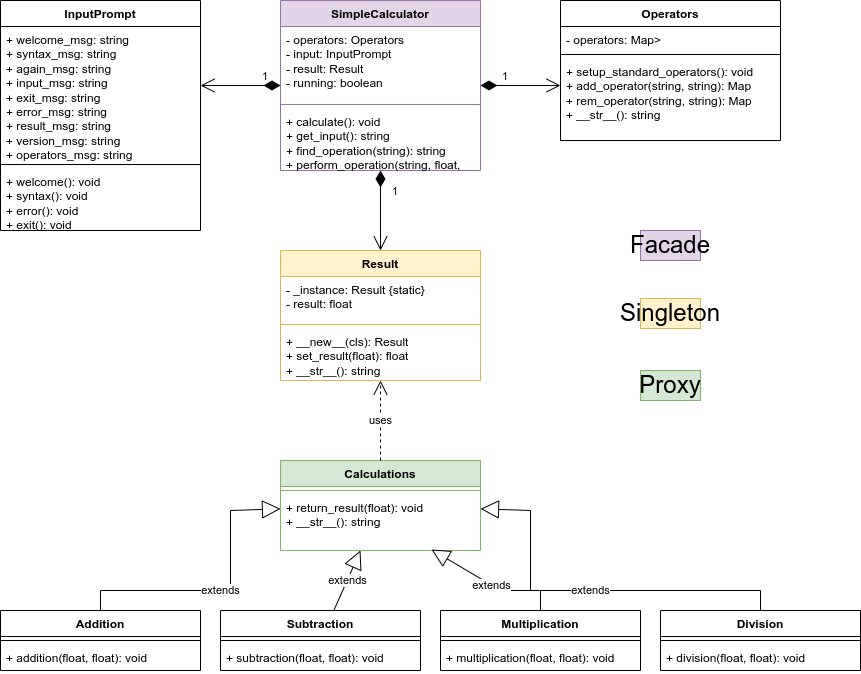 InputPrompt
+ welcome_msg: string
+ syntax_msg: string
+ again_msg: string
+ input_msg: string
+ exit_msg: string
+ error_msg: string
+ result_msg: string
+ version_msg: string
+ operators_msg: string
+ welcome(): void
+ syntax(): void
+ error(): void
+ exit(): void
1
SimpleCalculator
- operators: Operators
- input: InputPrompt
- result: Result
- running: boolean
+ calculate(): void
+ get_input(): string
+ find_operation(string): string
+ perform_operation(string, float,
1
Operators
- operators: Map>
+ setup_standard_operators(): void
+ add_operator(string, string): Map
+ rem_operator(string, string): Map
+ __str__(): string
1
Result
- _instance: Result {static}
- result: float
+ __new__(cls): Result
+ set_result(float): float
+ __str__(): string
Facade
Singleton
Proxy
uses
Calculations
+ return_result(float): void
+ __str__(): string
extends
extends
extends
extends
Addition
+ addition(float, float): void
Subtraction
+ subtraction(float, float): void
Multiplication
+ multiplication(float, float): void
Division
+ division(float, float): void